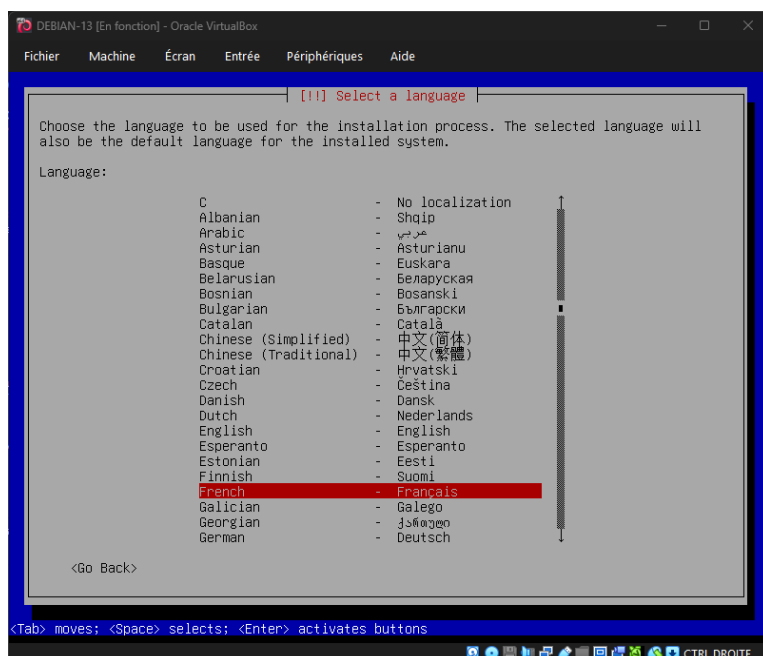 DEBIAN-13 [En fonction] - Oracle VirtualBox
Fichier Machine Écran Entrée Périphériques Aide
[!!] Select a language
Choose the language to be used for the installation process. The selected language will
also be the default language for the installed system.
Language:
C - No localization
Albanian - Shqip
Arabic - عربي
Asturian - Asturianu
Basque - Euskara
Belarusian - Беларуская
Bosnian - Bosanski
Bulgarian - Български
Catalan - Català
Chinese (Simplified) - 中文(简体)
Chinese (Traditional) - 中文(繁體)
Croatian - Hrvatski
Czech - Čeština
Danish - Dansk
Dutch - Nederlands
English - English
Esperanto - Esperanto
Estonian - Eesti
Finnish - Suomi
French - Français
Galician - Galego
Georgian - ქართული
German - Deutsch
<Go Back>
<Tab> moves; <Space> selects; <Enter> activates buttons
CTRL DROITE